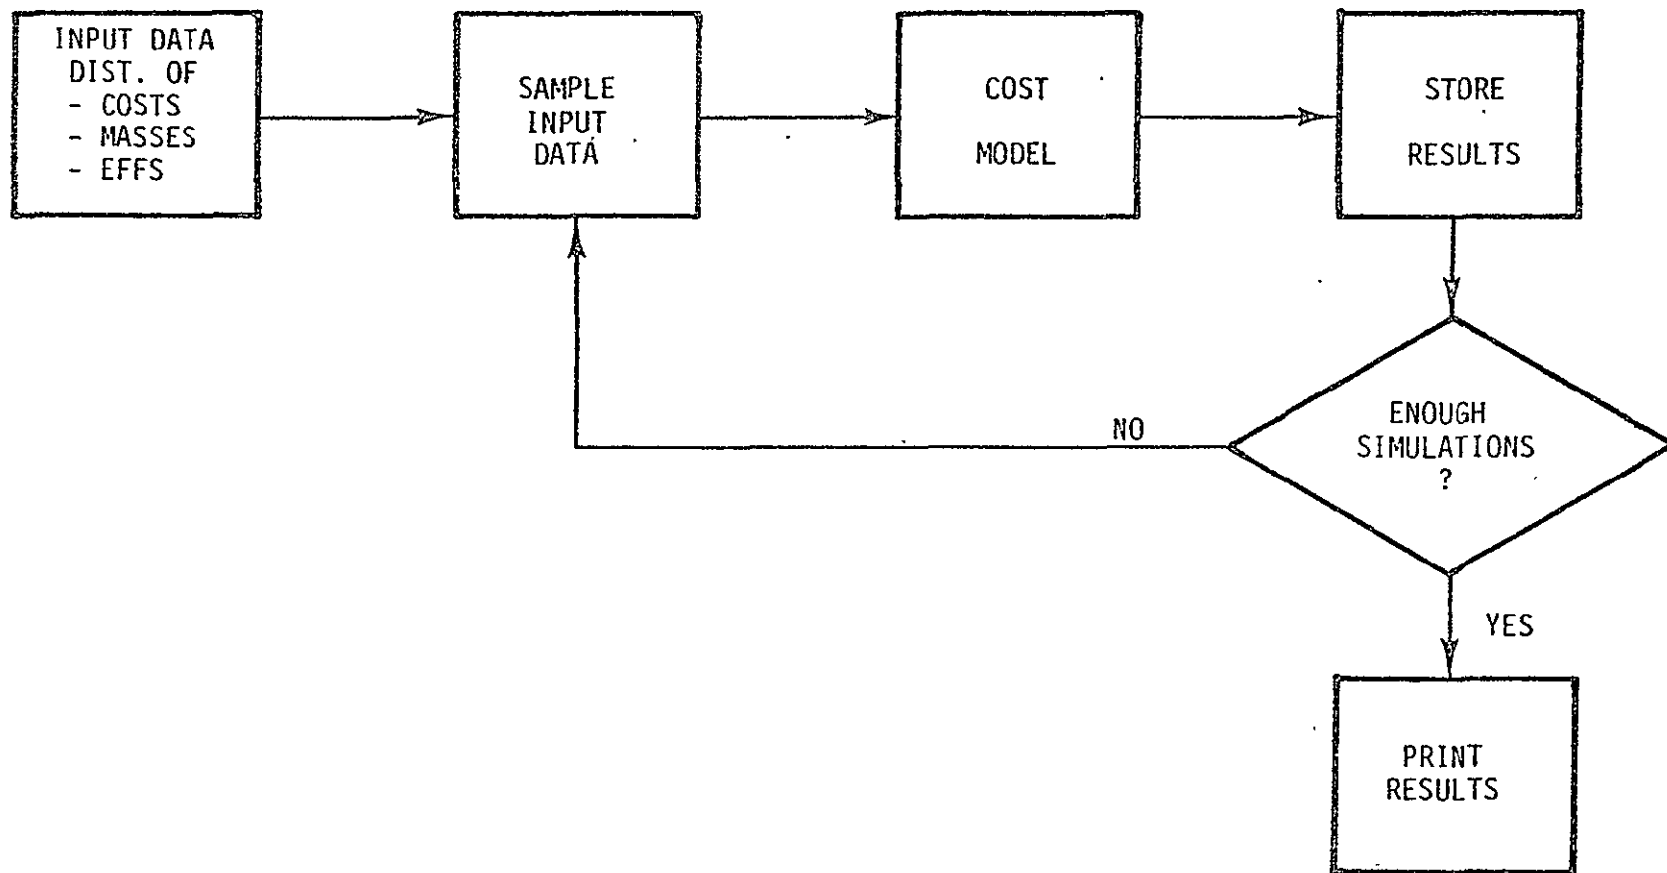 INPUT DATA
DIST. OF
- COSTS
- MASSES
- EFFS
SAMPLE
INPUT
DATA
COST
MODEL
STORE
RESULTS
ENOUGH
SIMULATIONS
?
NO
YES
PRINT
RESULTS